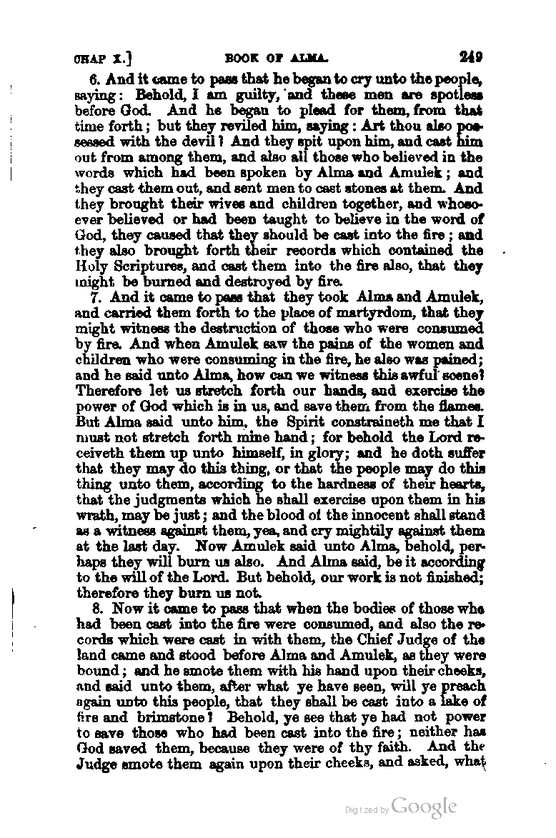 CHAP X.] BOOK OF ALMA. 249
6. And it came to pass that he began to cry unto the people,
saying: Behold, I am guilty, and these men are spotless
before God. And he began to plead for them, from that
time forth; but they reviled him, saying: Art thou also pos-
sessed with the devil? And they spit upon him, and cast him
out from among them, and also all those who believed in the
words which had been spoken by Alma and Amulek; and
they cast them out, and sent men to cast stones at them. And
they brought their wives and children together, and whoso-
ever believed or had been taught to believe in the word of
God, they caused that they should be cast into the fire; and
they also brought forth their records which contained the
Holy Scriptures, and cast them into the fire also, that they
might be burned and destroyed by fire.
7. And it came to pass that they took Alma and Amulek,
and carried them forth to the place of martyrdom, that they
might witness the destruction of those who were consumed
by fire. And when Amulek saw the pains of the women and
children who were consuming in the fire, he also was pained;
and he said unto Alma, how can we witness this awful scene?
Therefore let us stretch forth our hands, and exercise the
power of God which is in us, and save them from the flames.
But Alma said unto him, the Spirit constraineth me that I
must not stretch forth mine hand; for behold the Lord re-
ceiveth them up unto himself, in glory; and he doth suffer
that they may do this thing, or that the people may do this
thing unto them, according to the hardness of their hearts,
that the judgments which he shall exercise upon them in his
wrath, may be just; and the blood of the innocent shall stand
as a witness against them, yea, and cry mightily against them
at the last day. Now Amulek said unto Alma, behold, per-
haps they will burn us also. And Alma said, be it according
to the will of the Lord. But behold, our work is not finished;
therefore they burn us not.
8. Now it came to pass that when the bodies of those who
had been cast into the fire were consumed, and also the re-
cords which were cast in with them, the Chief Judge of the
land came and stood before Alma and Amulek, as they were
bound; and he smote them with his hand upon their cheeks,
and said unto them, after what ye have seen, will ye preach
again unto this people, that they shall be cast into a lake of
fire and brimstone? Behold, ye see that ye had not power
to save those who had been cast into the fire; neither has
God saved them, because they were of thy faith. And the
Judge smote them again upon their cheeks, and asked, what
Digitized by Google